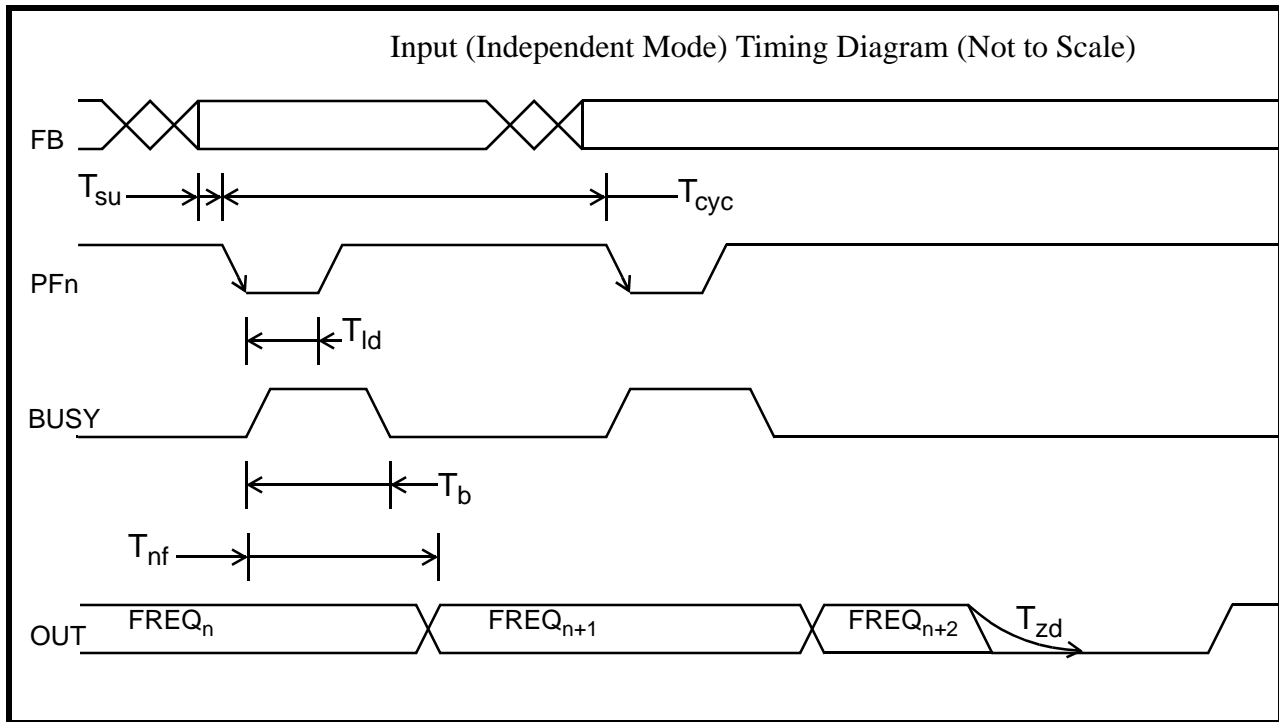 Input (Independent Mode) Timing Diagram (Not to Scale)
FB
Tsu
Tcyc
PFn
Tld
BUSY
Tb
Tnf
OUT
FREQn
FREQn+1
FREQn+2
Tzd